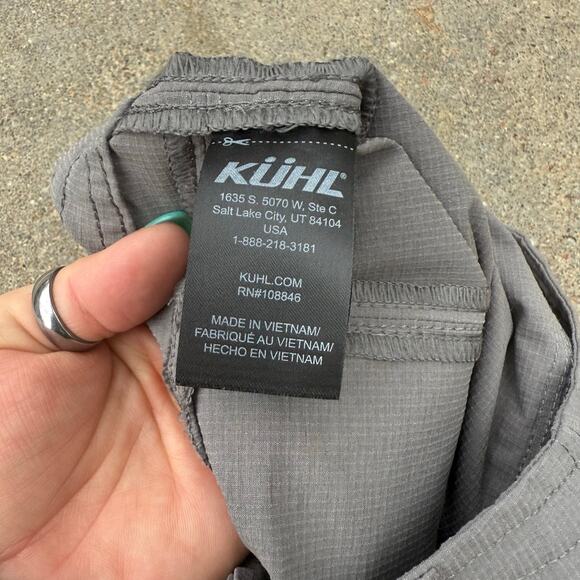 KÜHL
1635 S. 5070 W, Ste C
Salt Lake City, UT 84104
USA
1-888-218-3181
KUHL.COM
RN#108846
MADE IN VIETNAM/
FABRIQUÉ AU VIETNAM/
HECHO EN VIETNAM